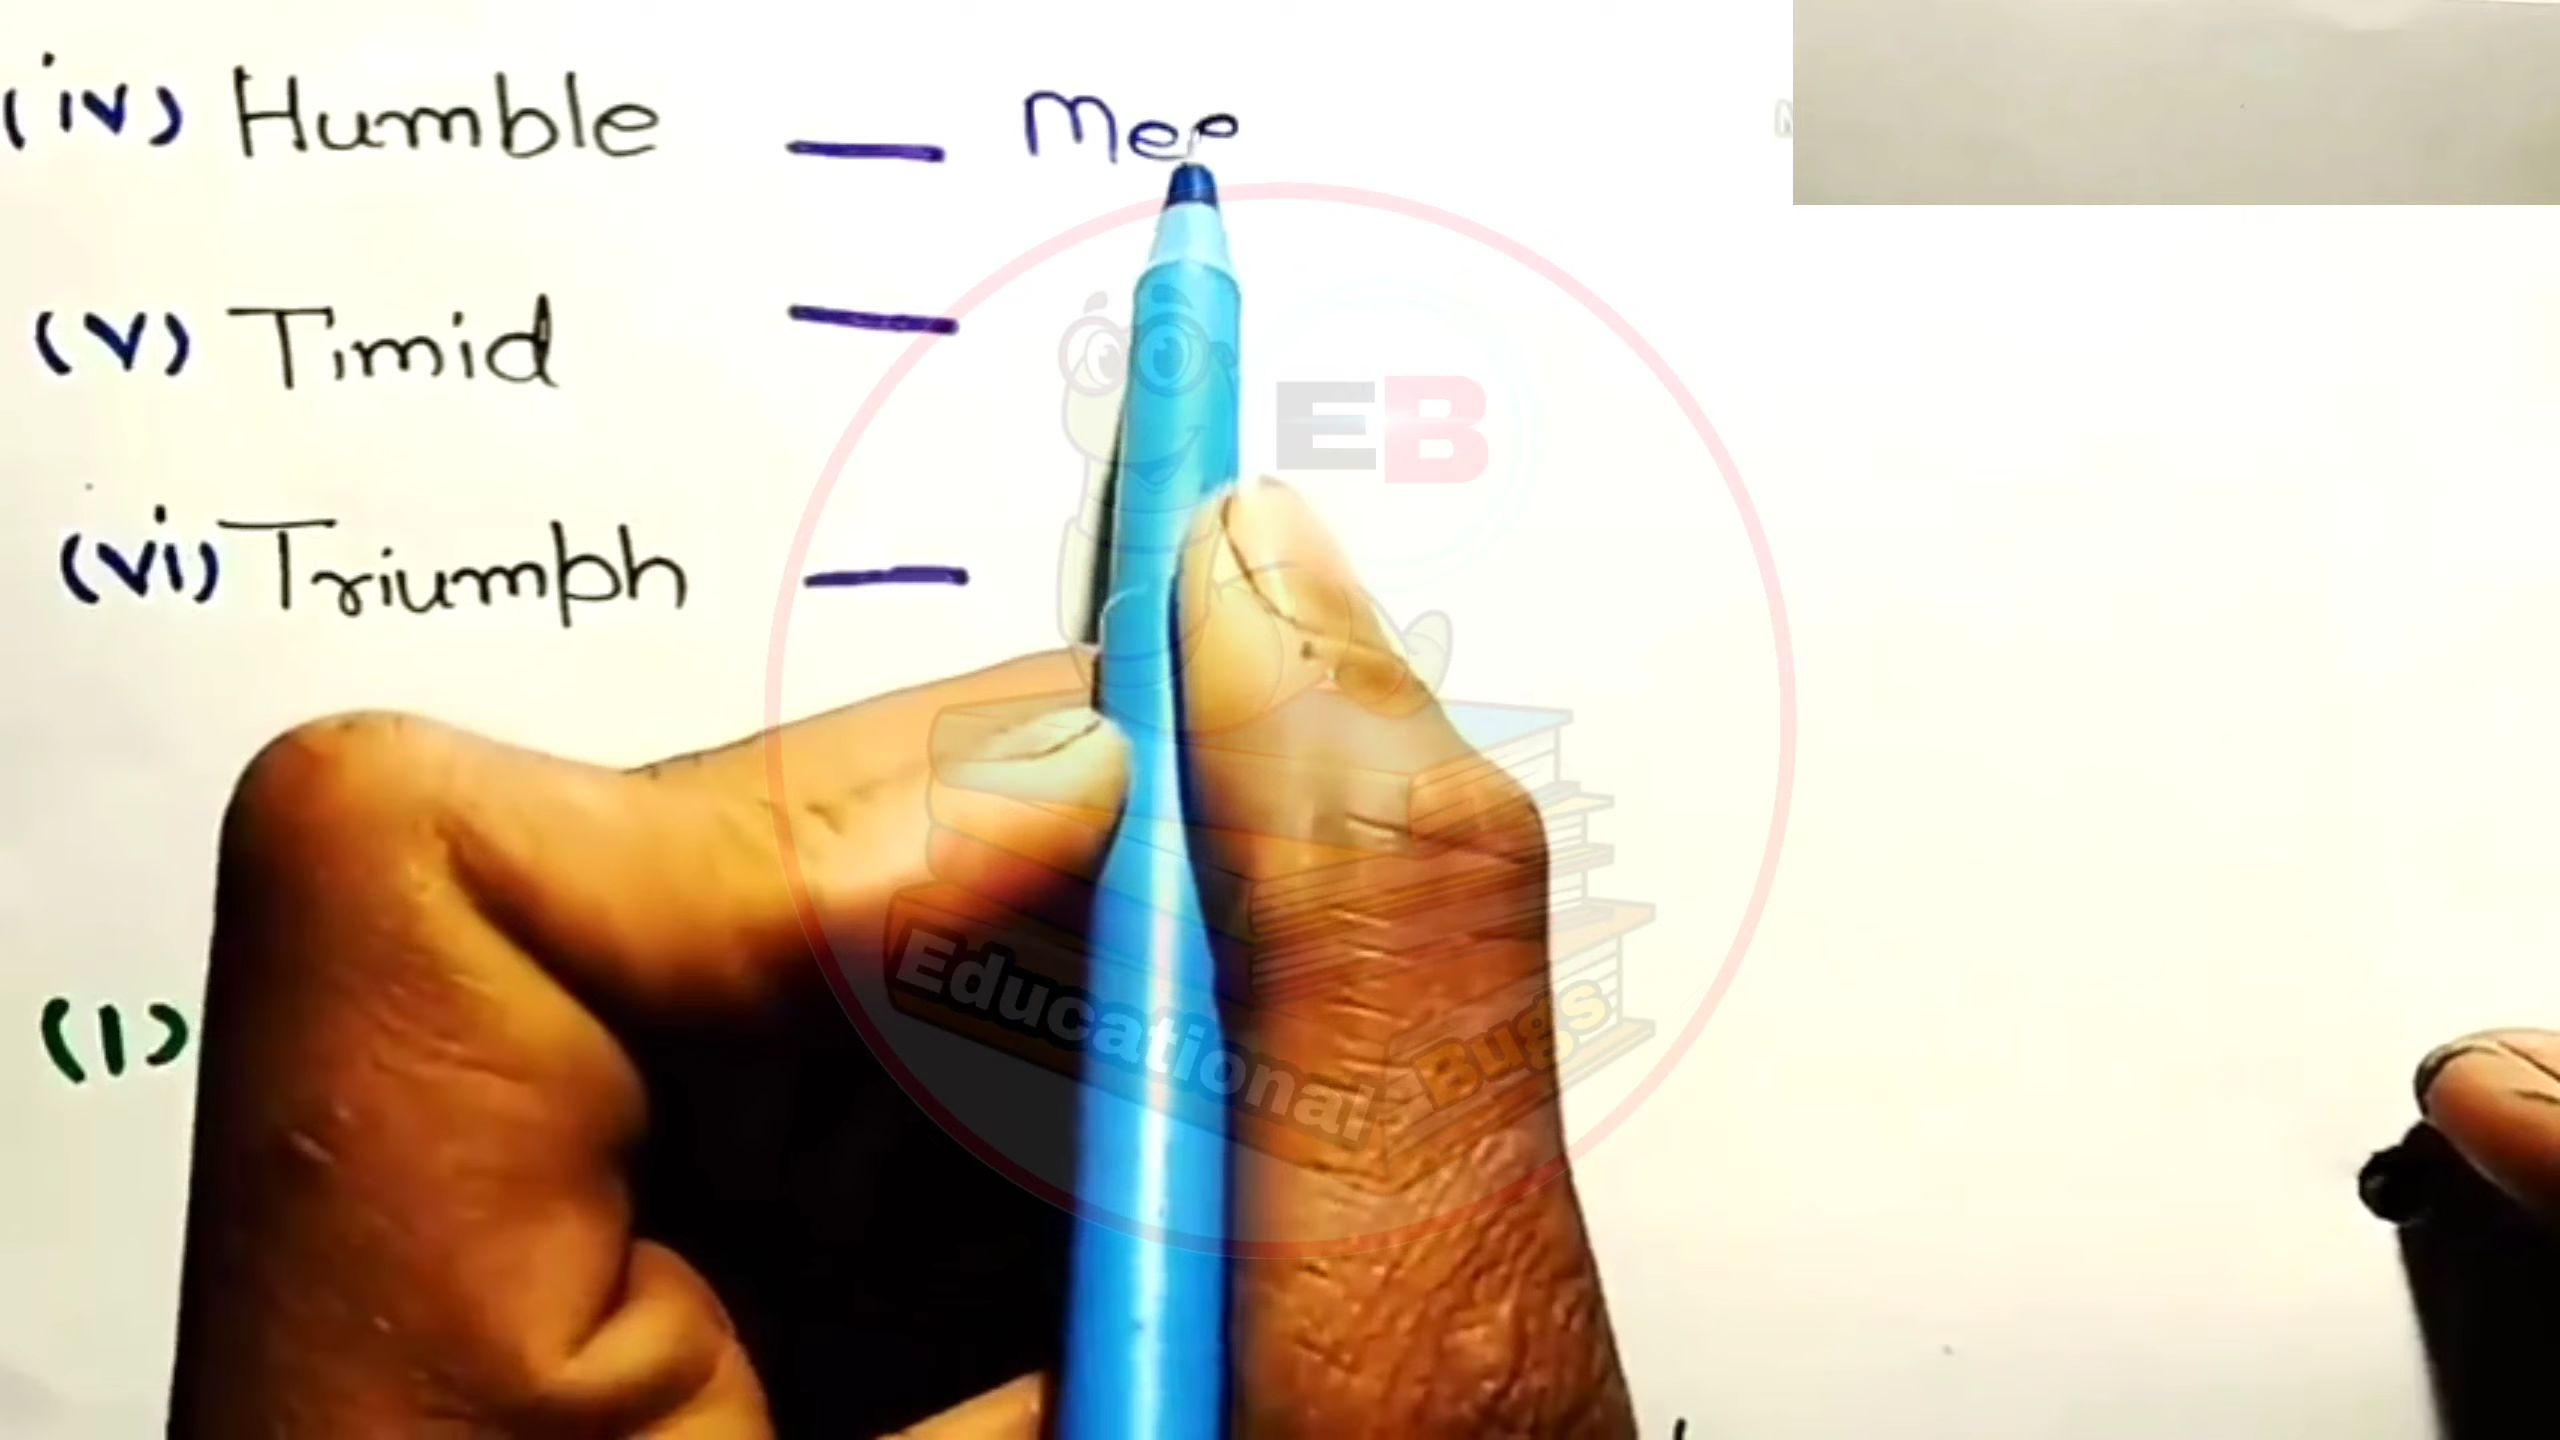 (iv) Humble — Mee
(v) Timid —
(vi) Triumph —
EB
Educational Bugs
(1)